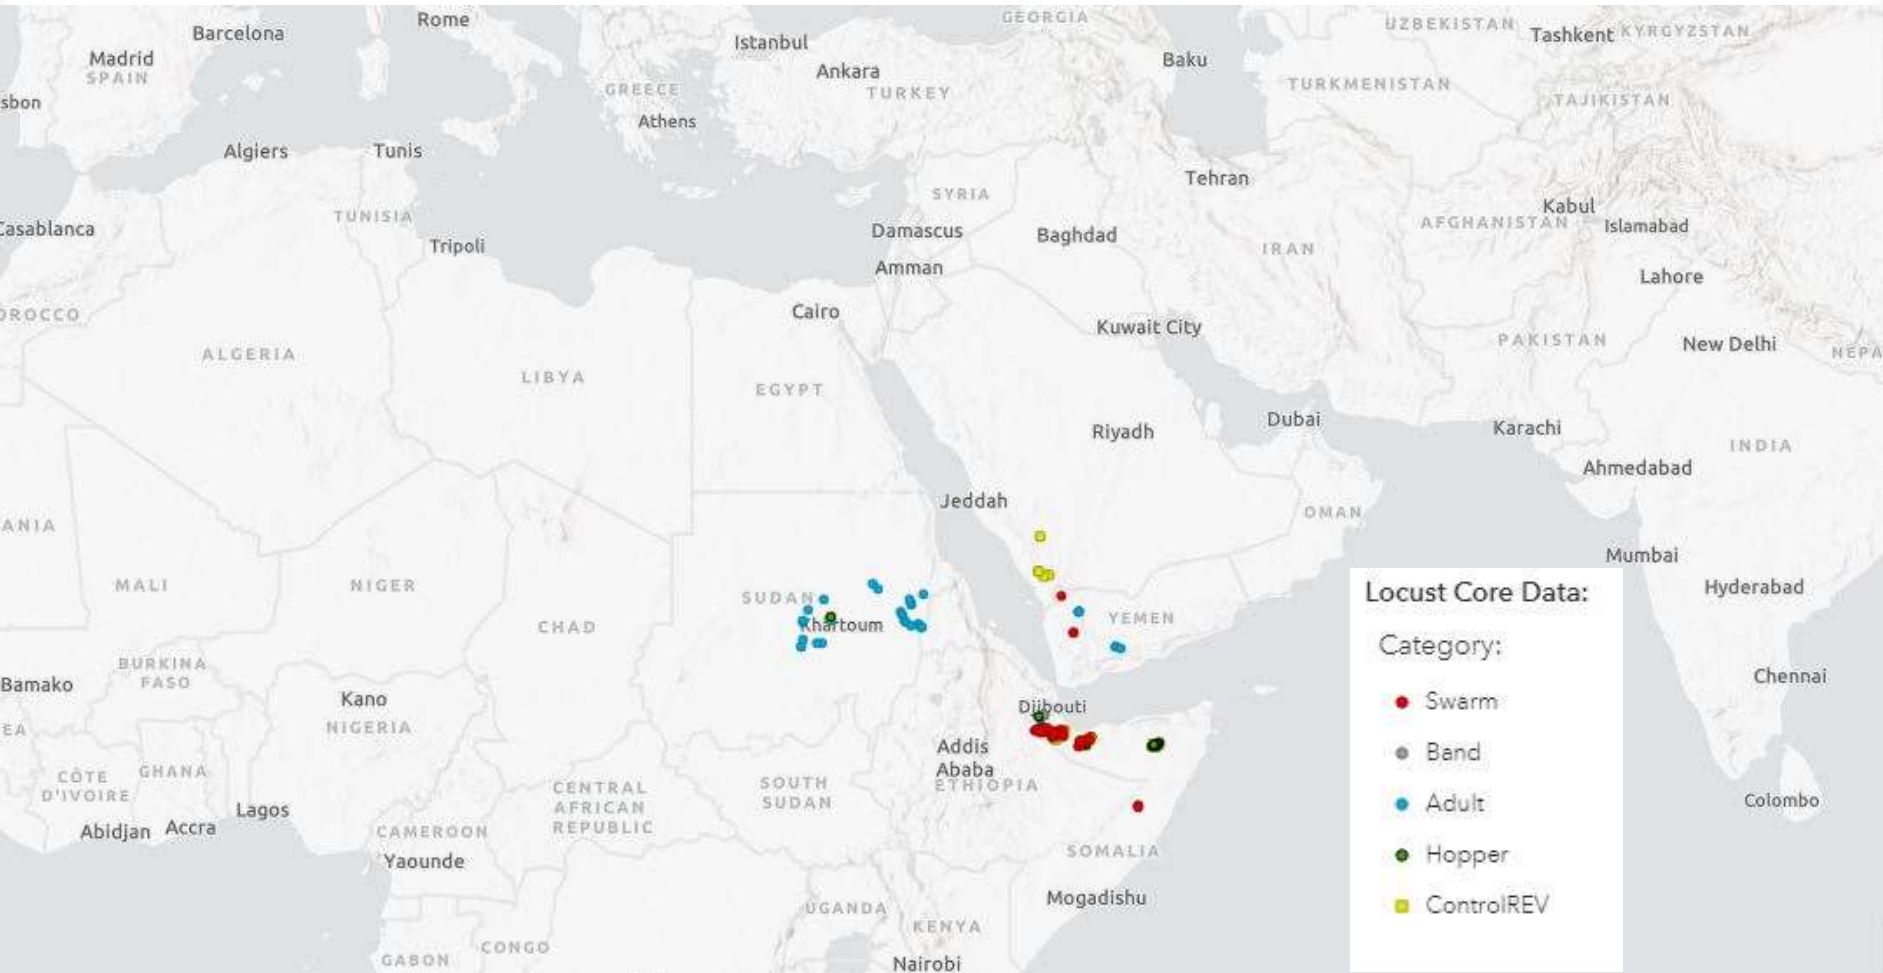 Rome
GEORGIA
UZBEKISTAN
Tashkent
KYRGYZSTAN
Barcelona
Istanbul
Madrid
SPAIN
Baku
Ankara
TURKEY
GREECE
TURKMENISTAN
TAJIKISTAN
sbon
Athens
Algiers
Tunis
Tehran
SYRIA
Kabul
AFGHANISTAN
Islamabad
TUNISIA
Casablanca
Tripoli
Damascus
Baghdad
IRAN
Amman
Lahore
OROCCO
Cairo
Kuwait City
PAKISTAN
New Delhi
NEPA
ALGERIA
LIBYA
EGYPT
Riyadh
Dubai
Karachi
INDIA
Ahmedabad
Jeddah
OMAN
ANIA
Mumbai
MALI
NIGER
SUDAN
Hyderabad
CHAD
Khartoum
YEMEN
BURKINA
FASO
Bamako
Kano
NIGERIA
Djibouti
Chennai
EA
Addis
Ababa
ETHIOPIA
CÔTE
D'IVOIRE
GHANA
CENTRAL
AFRICAN
REPUBLIC
SOUTH
SUDAN
Lagos
Colombo
Abidjan
Accra
CAMEROON
Yaounde
SOMALIA
Mogadishu
UGANDA
KENYA
CONGO
GABON
Nairobi
Locust Core Data:
Category:
Swarm
Band
Adult
Hopper
ControlREV